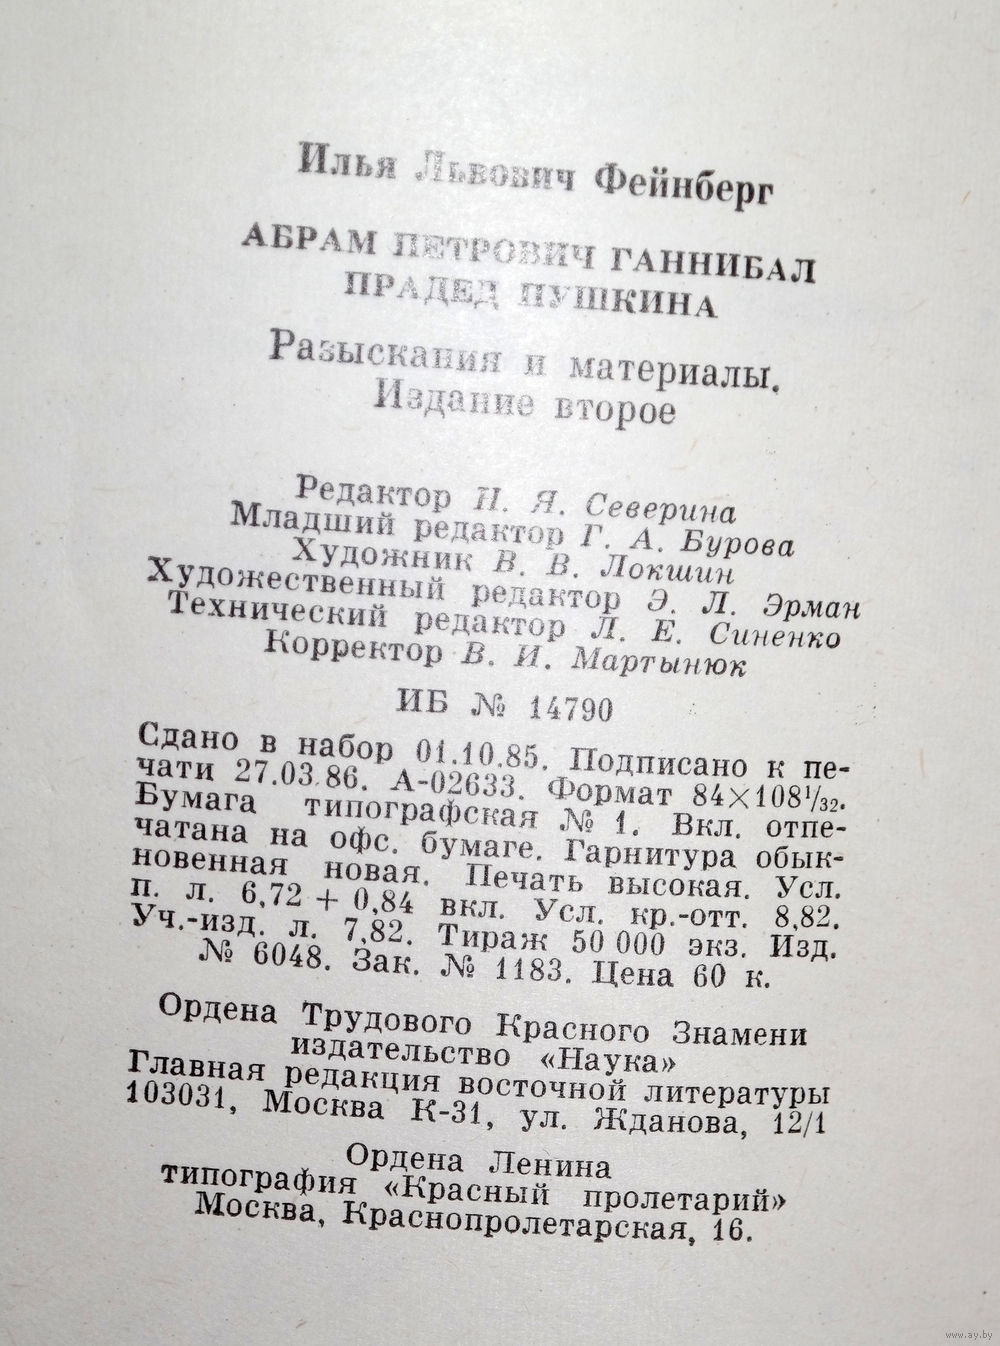 Илья Львович Фейнберг
АБРАМ ПЕТРОВИЧ ГАННИБАЛ
ПРАДЕД ПУШКИНА
Разыскания и материалы.
Издание второе
Редактор Н. Я. Северина
Младший редактор Г. А. Бурова
Художник В. В. Локшин
Художественный редактор Э. Л. Эрман
Технический редактор Л. Е. Синенко
Корректор В. И. Мартынюк
ИБ № 14790
Сдано в набор 01.10.85. Подписано к пе-
чати 27.03.86. А-02633. Формат 84×108¹/₃₂.
Бумага типографская № 1. Вкл. отпе-
чатана на офс. бумаге. Гарнитура обык-
новенная новая. Печать высокая. Усл.
п. л. 6,72 + 0,84 вкл. Усл. кр.-отт. 8,82.
Уч.-изд. л. 7,82. Тираж 50 000 экз. Изд.
№ 6048. Зак. № 1183. Цена 60 к.
Ордена Трудового Красного Знамени
издательство «Наука»
Главная редакция восточной литературы
103031, Москва К-31, ул. Жданова, 12/1
Ордена Ленина
типография «Красный пролетарий»
Москва, Краснопролетарская, 16.
www.ay.by